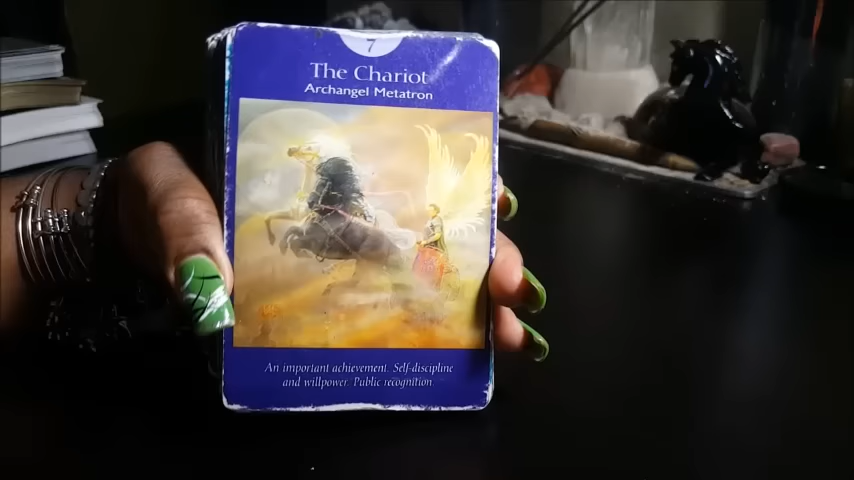 7
The Chariot
Archangel Metatron
An important achievement. Self-discipline
and willpower. Public recognition.